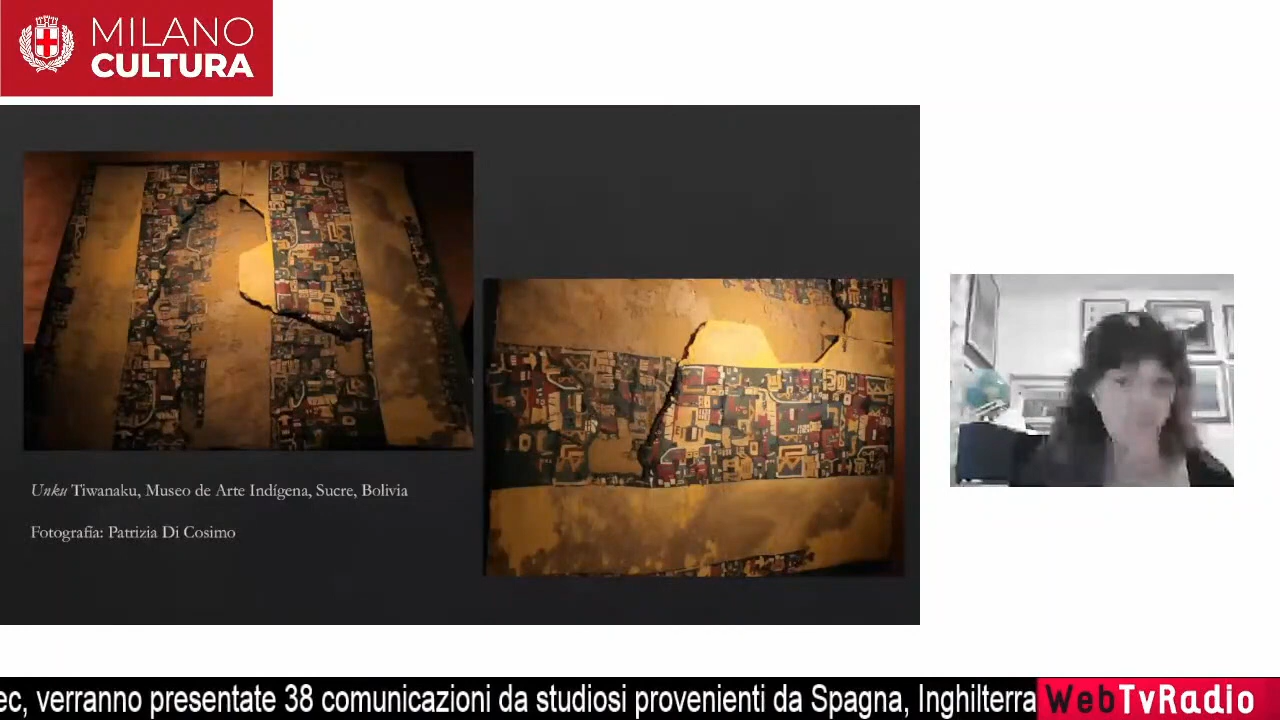 MILANO
CULTURA
Unku Tiwanaku, Museo de Arte Indígena, Sucre, Bolivia
Fotografía: Patrizia Di Cosimo
ec, verranno presentate 38 comunicazioni da studiosi provenienti da Spagna, Inghilterra
WebTvRadio